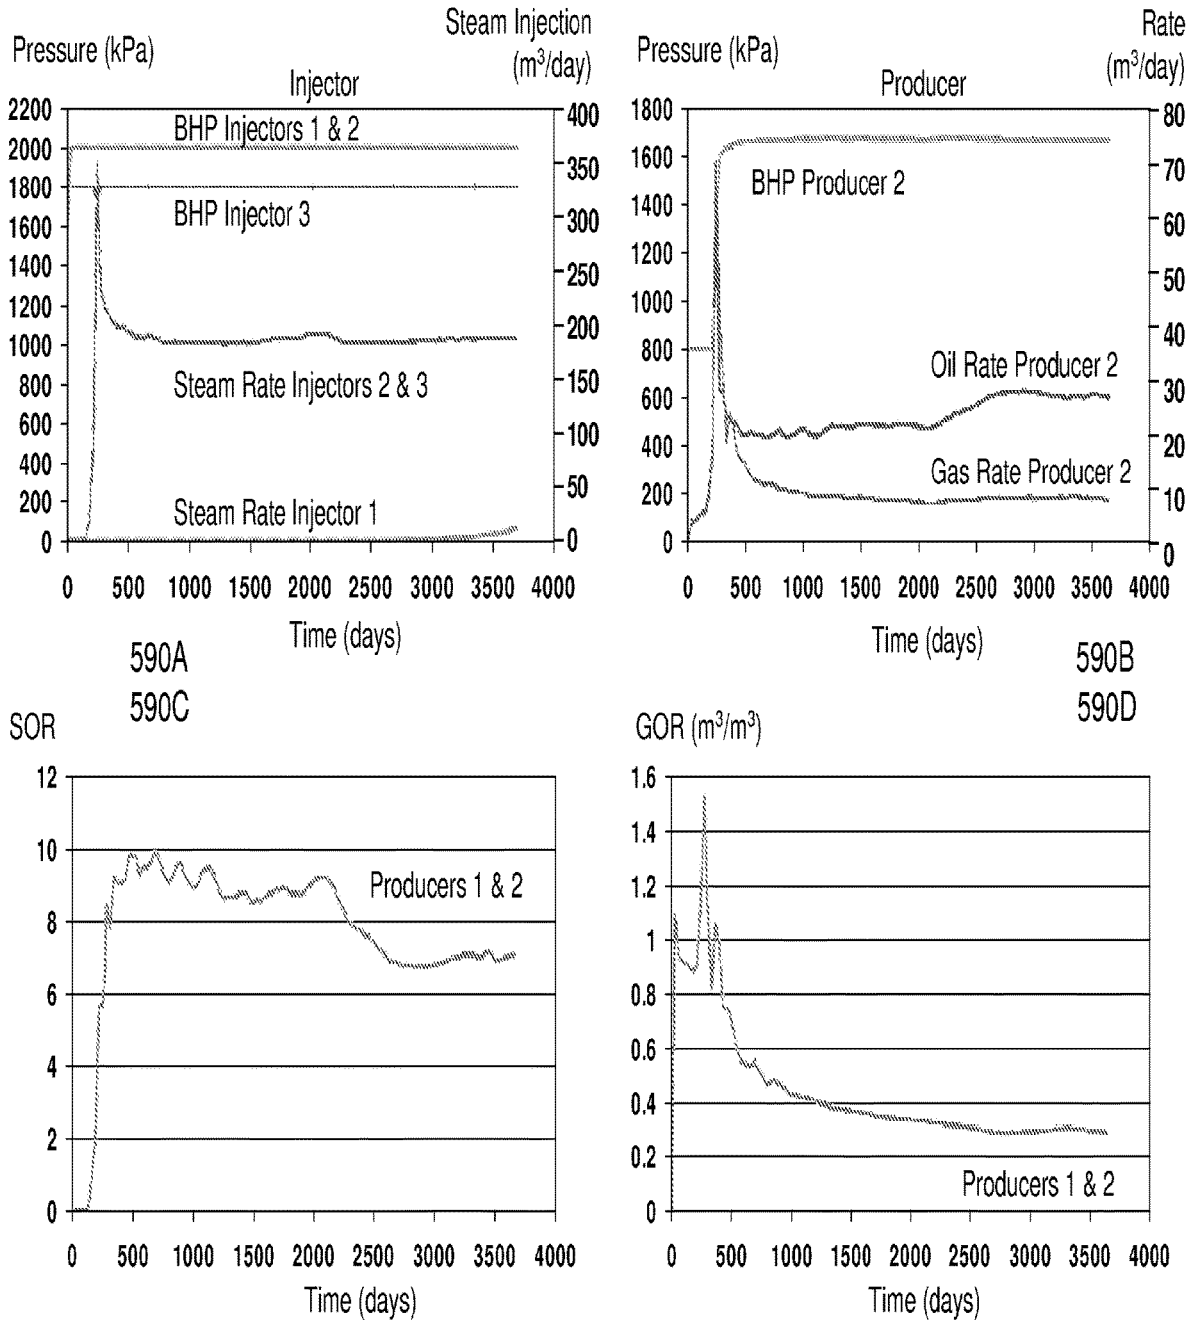 Pressure (kPa)
Steam Injection
(m³/day)
Injector
2200
2000
1800
1800
1400
1200
1000
800
600
400
200
0
400
350
300
250
200
150
100
50
0
BHP Injectors 1 & 2
BHP Injector 3
Steam Rate Injectors 2 & 3
Steam Rate Injector 1
0 500 1000 1500 2000 2500 3000 3500 4000
Time (days)
590A
Pressure (kPa)
Rate
(m³/day)
Producer
1800
1600
1400
1200
1000
800
600
400
200
0
80
70
60
50
40
30
20
10
0
BHP Producer 2
Oil Rate Producer 2
Gas Rate Producer 2
0 500 1000 1500 2000 2500 3000 3500 4000
Time (days)
590B
590C
SOR
12
10
8
6
4
2
0
Producers 1 & 2
0 500 1000 1500 2000 2500 3000 3500 4000
Time (days)
590D
GOR (m³/m³)
1.6
1.4
1.2
1
0.8
0.6
0.4
0.2
0
Producers 1 & 2
0 500 1000 1500 2000 2500 3000 3500 4000
Time (days)